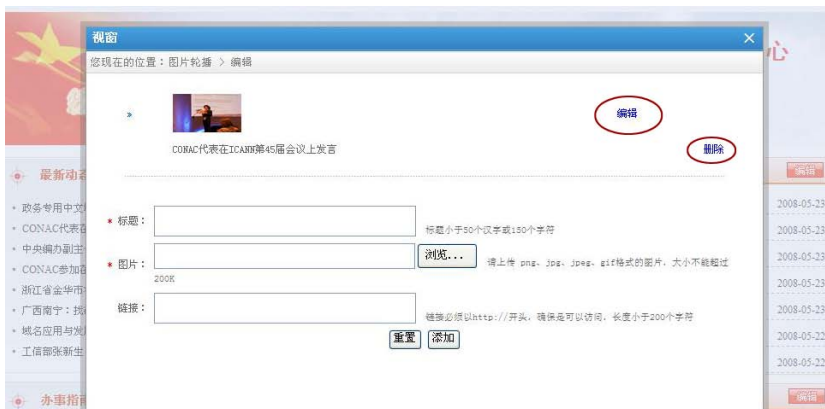 心
视窗
您现在的位置：图片轮播 > 编辑
» 编辑
CONAC代表在ICANN第45届会议上发言 删除
最新动态 编辑
政务专用中文 2008-05-23
CONAC代表在 2008-05-23
中央编办副主 2008-05-23
CONAC参加在 2008-05-23
浙江省金华市 2008-05-23
广西南宁：找 2008-05-23
域名应用与发 2008-05-22
工信部张新生 2008-05-22
* 标题： 标题小于50个汉字或150个字符
* 图片： 浏览... 请上传 png、jpg、jpeg、gif格式的图片，大小不能超过
200K
链接： 链接必须以http://开头，确保是可以访问，长度小于200个字符
重置 添加
办事指南 编辑